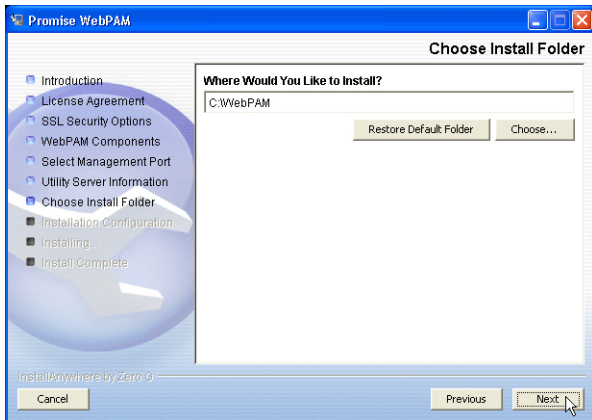 Promise WebPAM
Choose Install Folder
Introduction
License Agreement
SSL Security Options
WebPAM Components
Select Management Port
Utility Server Information
Choose Install Folder
Installation Configuration
Installing...
Install Complete
Where Would You Like to Install?
C:\WebPAM
Restore Default Folder
Choose...
InstallAnywhere by Zero G
Cancel
Previous
Next